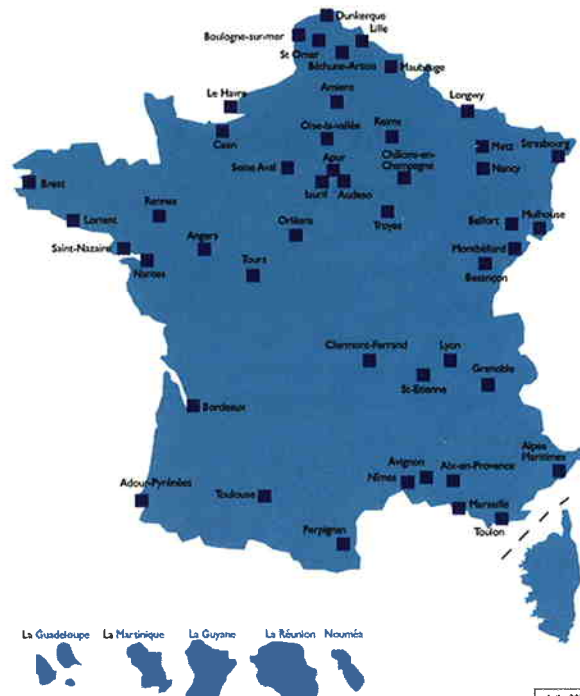 Dunkerque
Lille
Boulogne-sur-mer
St Omer
Béthune-Artois
Maubeuge
Amiens
Le Havre
Longwy
Caen
Oise-la-vallée
Reims
Metz
Strasbourg
Seine Aval
Apur
Châlons-en-
Champagne
Nancy
Brest
Iaurif
Audeso
Rennes
Lorient
Orléans
Troyes
Belfort
Mulhouse
Saint-Nazaire
Angers
Montbéliard
Nantes
Tours
Besançon
Clermont-Ferrand
Lyon
St-Etienne
Grenoble
Bordeaux
Alpes
Maritimes
Avignon
Aix-en-Provence
Nîmes
Adour-Pyrénées
Toulouse
Marseille
Toulon
Perpignan
La Guadeloupe
La Martinique
La Guyane
La Réunion
Nouméa